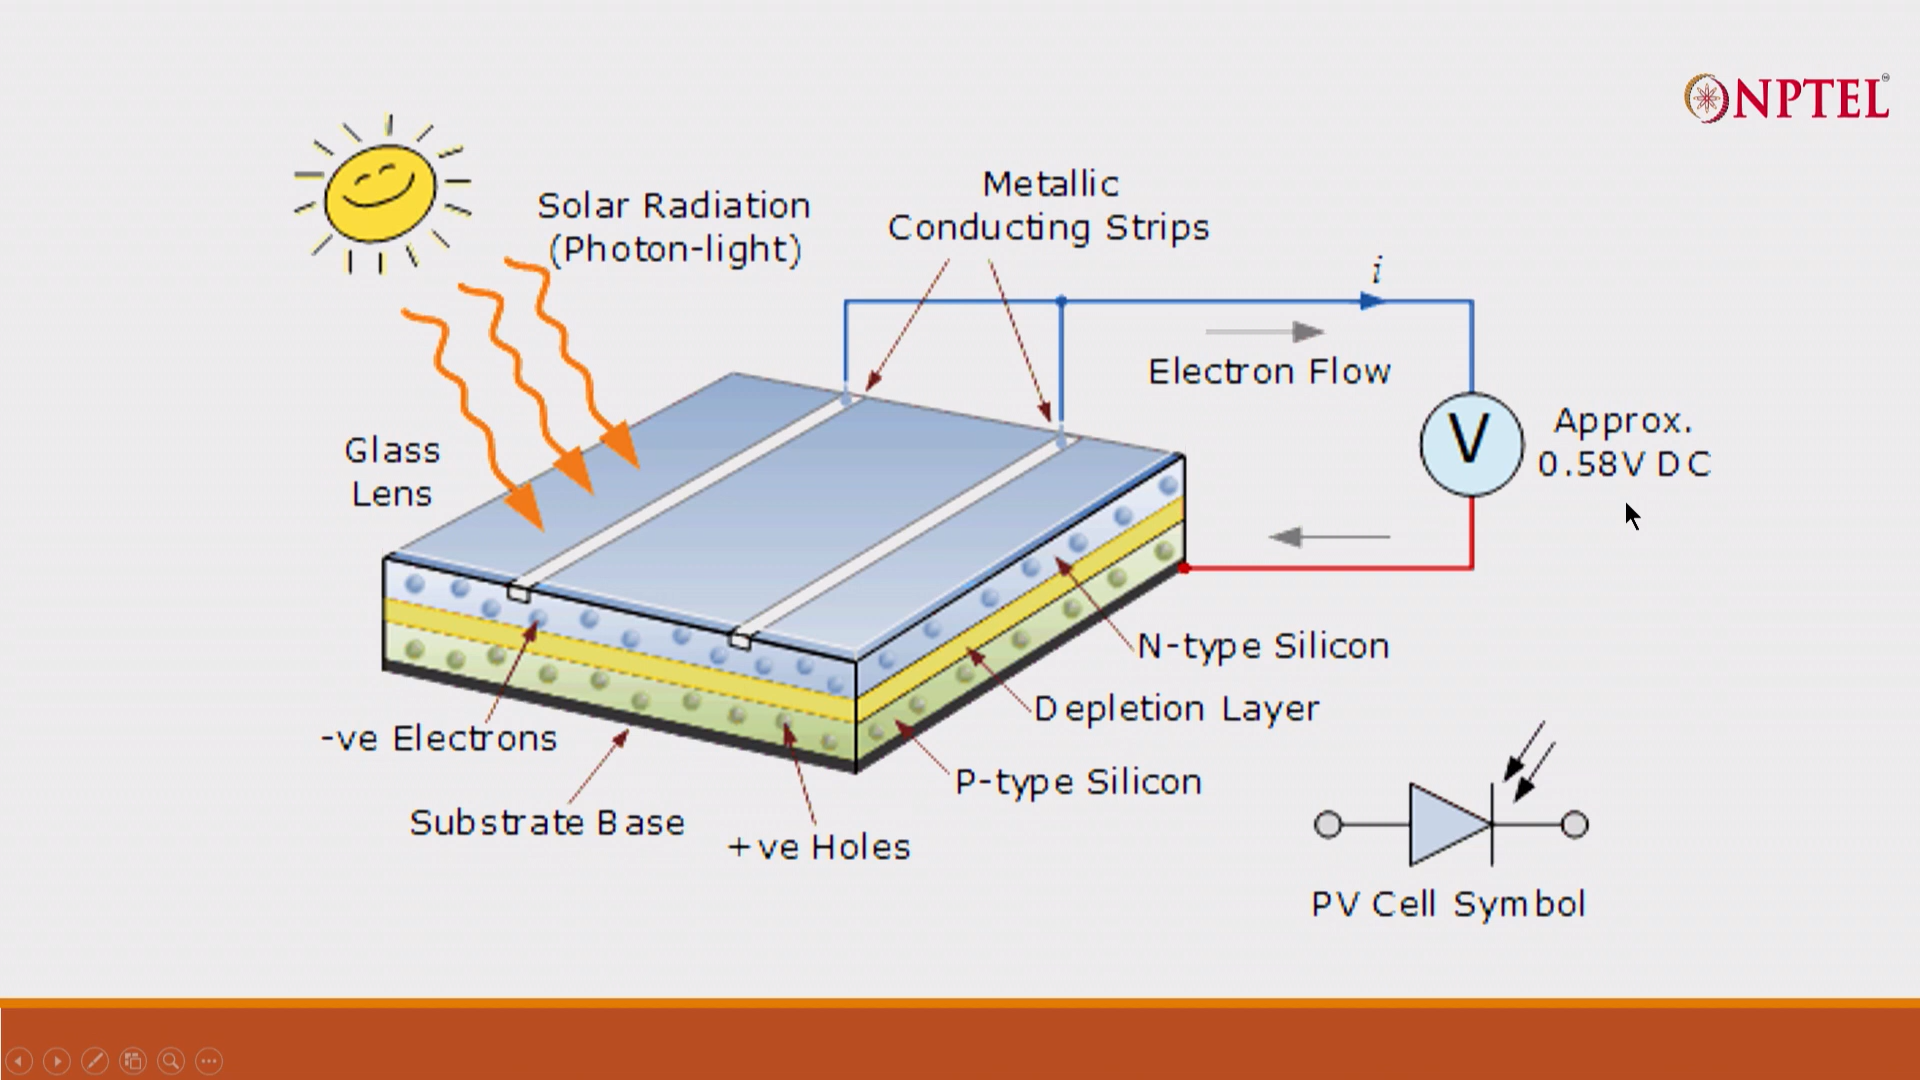 NPTEL
Solar Radiation
(Photon-light)
Metallic
Conducting Strips
i
Electron Flow
V
Approx.
0.58V DC
Glass
Lens
N-type Silicon
Depletion Layer
P-type Silicon
-ve Electrons
Substrate Base
+ve Holes
PV Cell Symbol